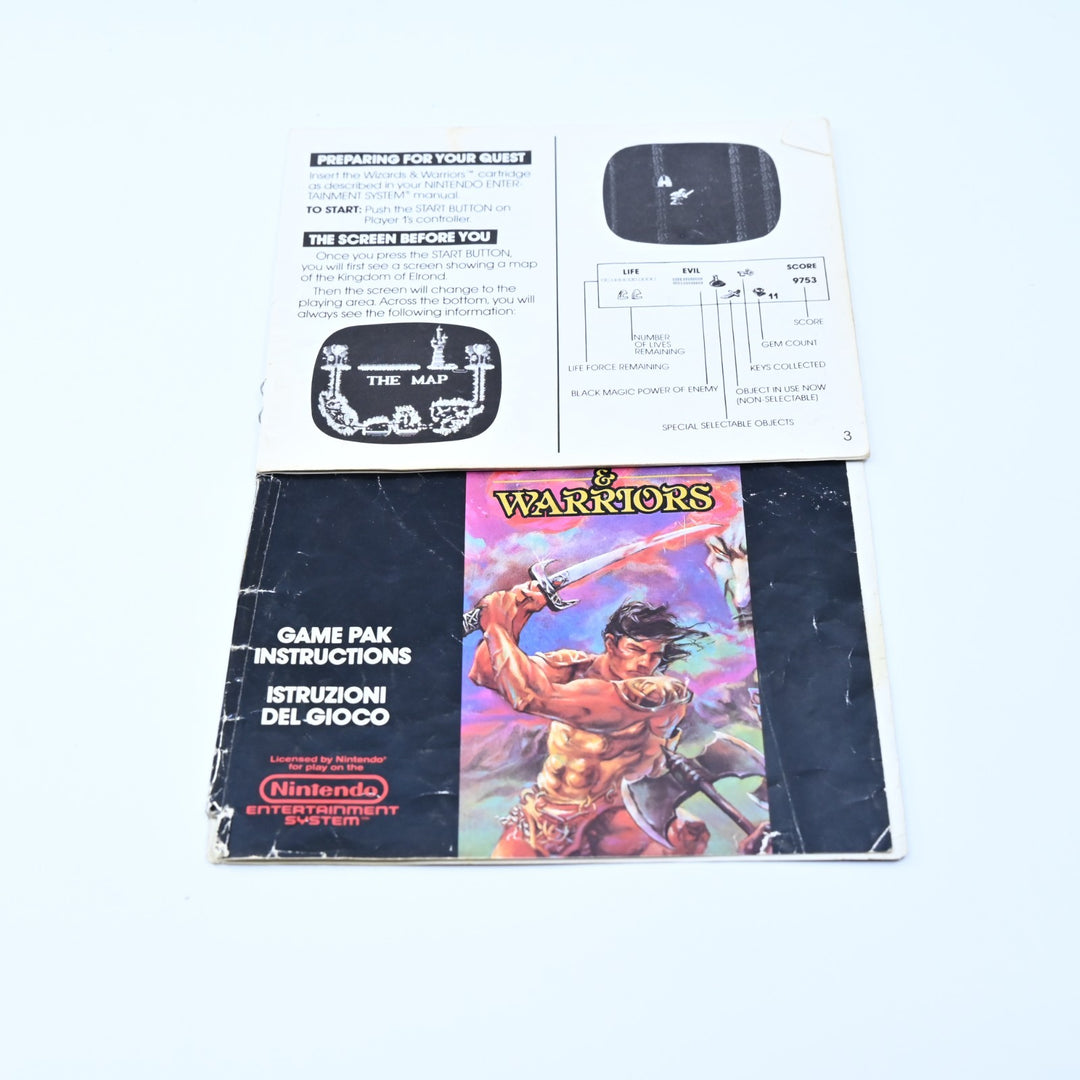 PREPARING FOR YOUR QUEST
Insert the Wizards & Warriors™ cartridge
as described in your NINTENDO ENTER-
TAINMENT SYSTEM™ manual.
TO START: Push the START BUTTON on
Player 1's controller.
THE SCREEN BEFORE YOU
Once you press the START BUTTON,
you will first see a screen showing a map
of the Kingdom of Elrond.
Then the screen will change to the
playing area. Across the bottom, you will
always see the following information:
THE MAP
LIFE EVIL SCORE
9753
11
SCORE
NUMBER
OF LIVES
REMAINING
GEM COUNT
LIFE FORCE REMAINING
KEYS COLLECTED
BLACK MAGIC POWER OF ENEMY
OBJECT IN USE NOW
(NON-SELECTABLE)
SPECIAL SELECTABLE OBJECTS
3
&
WARRIORS
GAME PAK
INSTRUCTIONS
ISTRUZIONI
DEL GIOCO
Licensed by Nintendo®
for play on the
Nintendo
ENTERTAINMENT
SYSTEM™